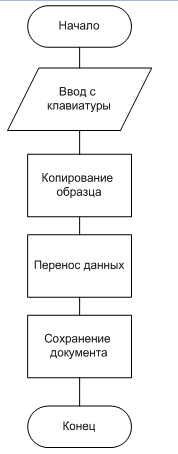 Начало
Ввод с
клавиатуры
Копирование
образца
Перенос данных
Сохранение
документа
Конец